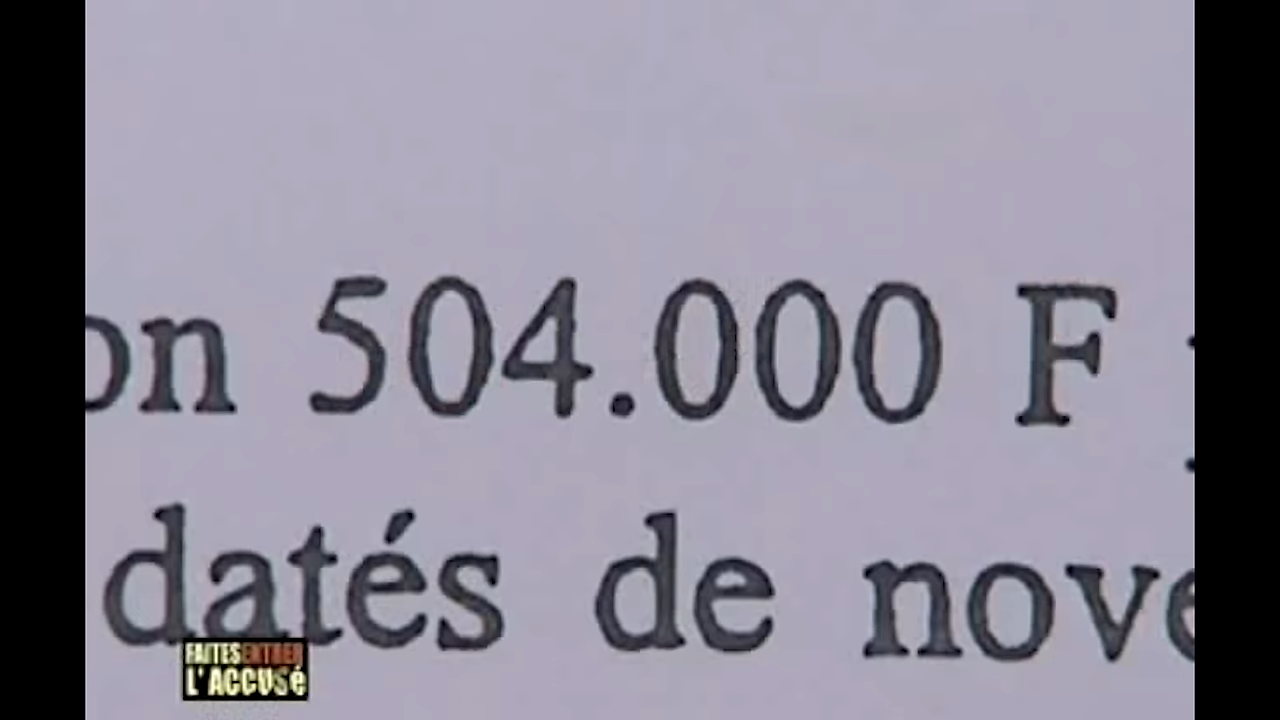 on 504.000 F
datés de nove
FAITES ENTRER
L'ACCUSé